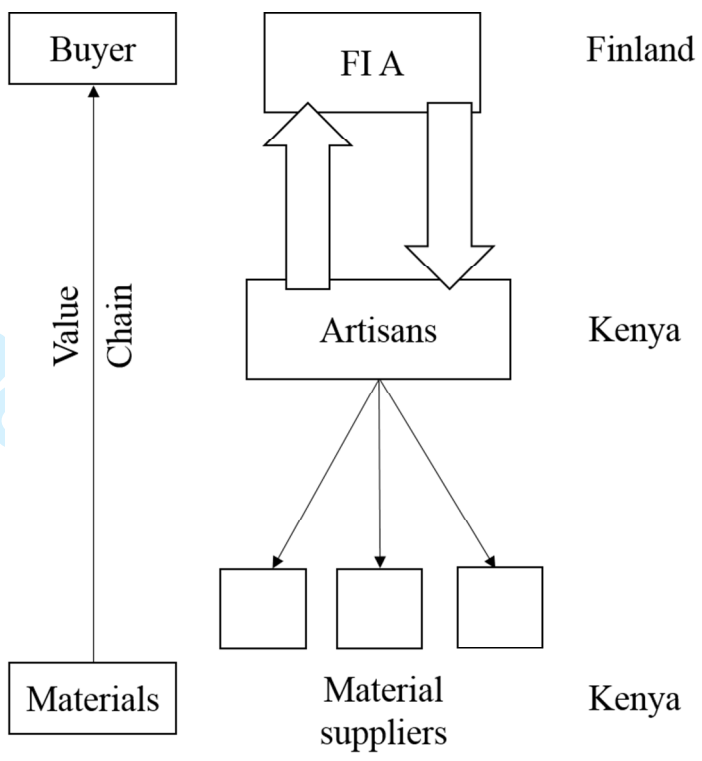 Buyer
FI A
Finland
Value
Chain
Artisans
Kenya
Materials
Material
suppliers
Kenya